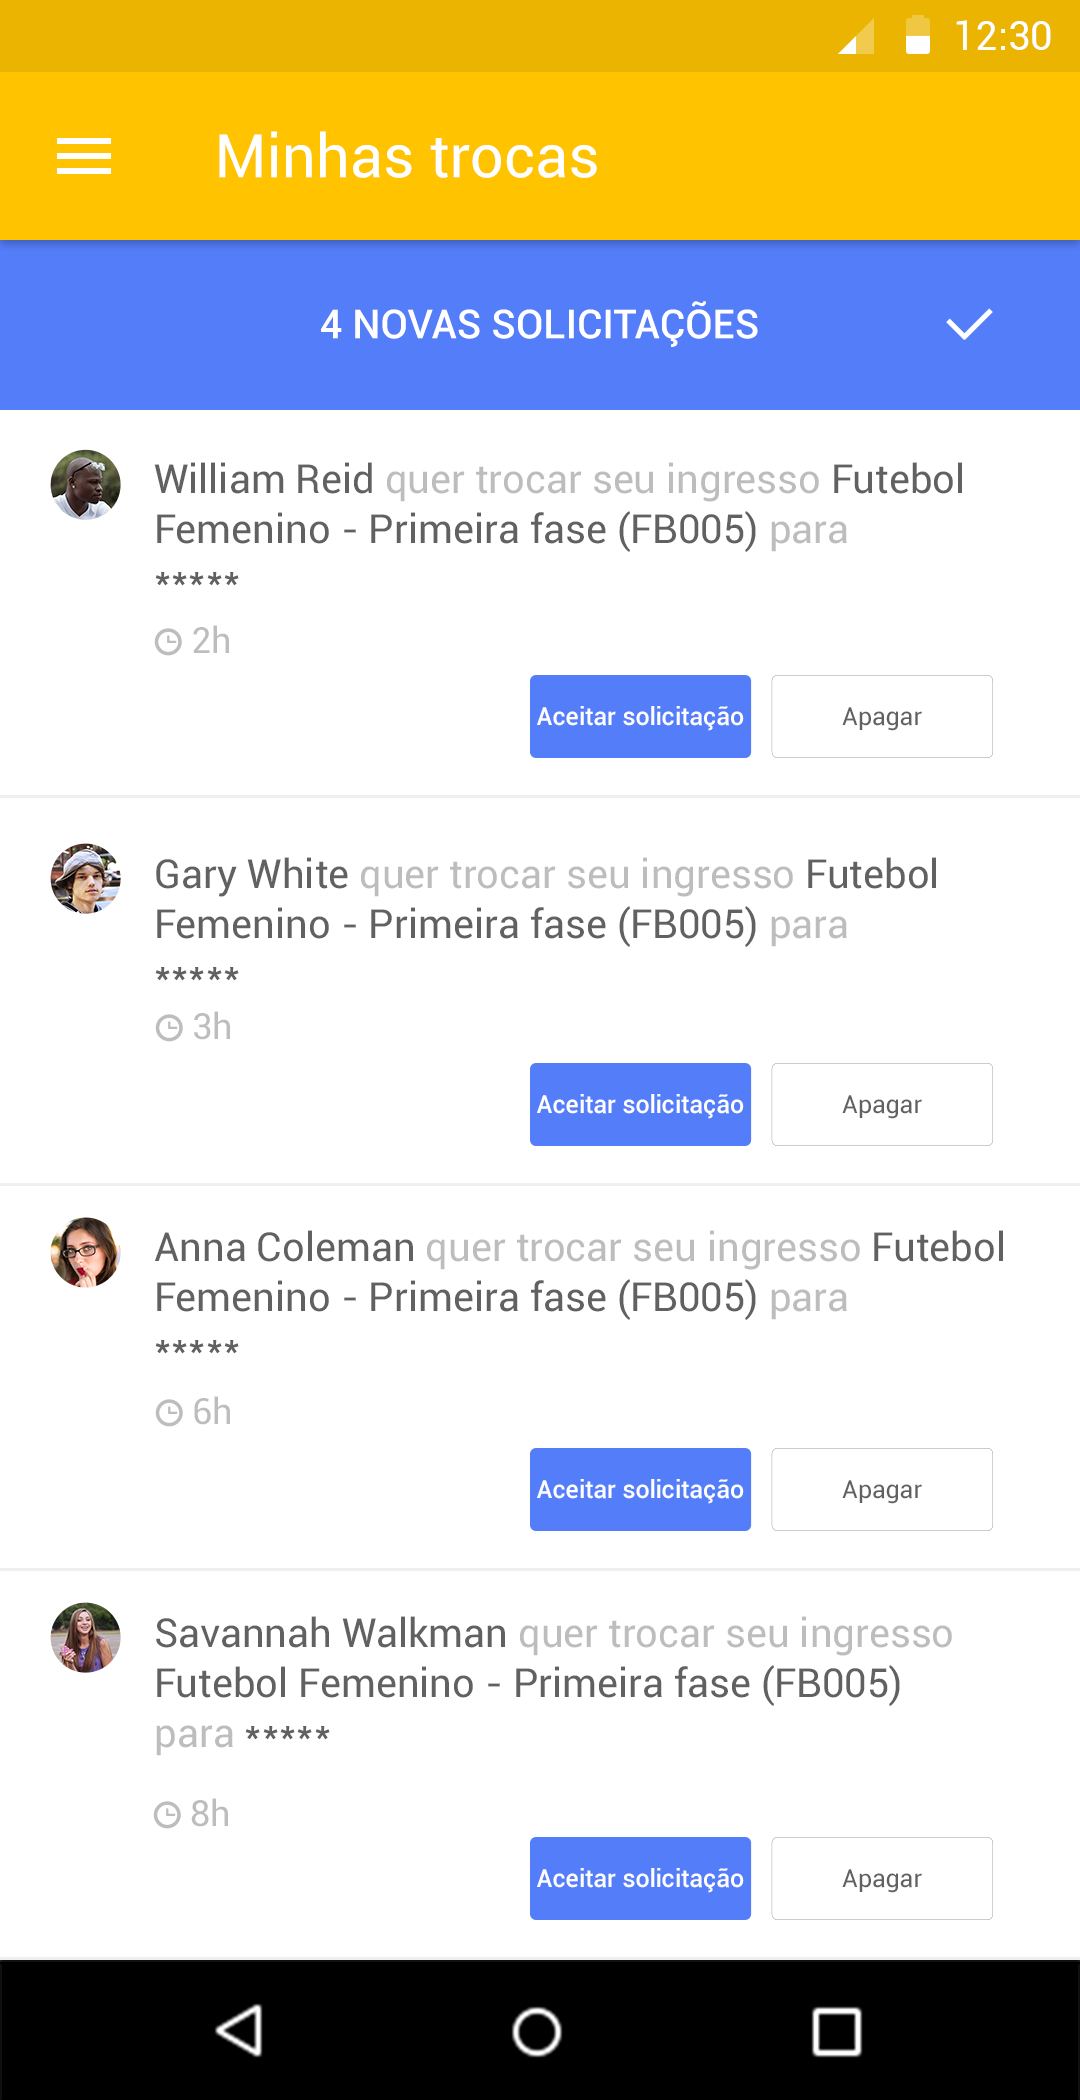 12:30
Minhas trocas
4 NOVAS SOLICITAÇÕES
William Reid quer trocar seu ingresso Futebol
Femenino - Primeira fase (FB005) para
*****
2h
Aceitar solicitação Apagar
Gary White quer trocar seu ingresso Futebol
Femenino - Primeira fase (FB005) para
*****
3h
Aceitar solicitação Apagar
Anna Coleman quer trocar seu ingresso Futebol
Femenino - Primeira fase (FB005) para
*****
6h
Aceitar solicitação Apagar
Savannah Walkman quer trocar seu ingresso
Futebol Femenino - Primeira fase (FB005)
para *****
8h
Aceitar solicitação Apagar